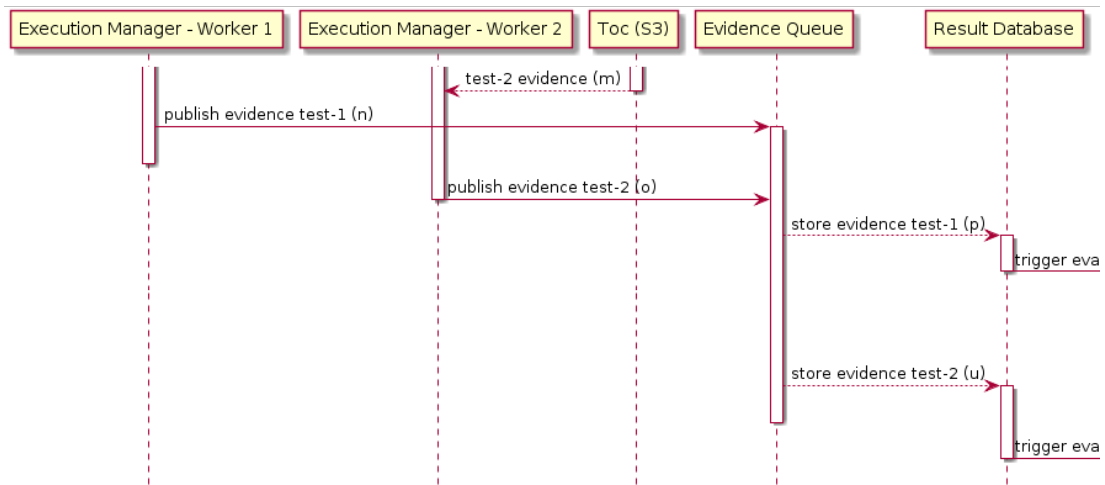 Execution Manager - Worker 1
Execution Manager - Worker 2
Toc (S3)
Evidence Queue
Result Database
test-2 evidence (m)
publish evidence test-1 (n)
publish evidence test-2 (o)
store evidence test-1 (p)
trigger eva
store evidence test-2 (u)
trigger eva